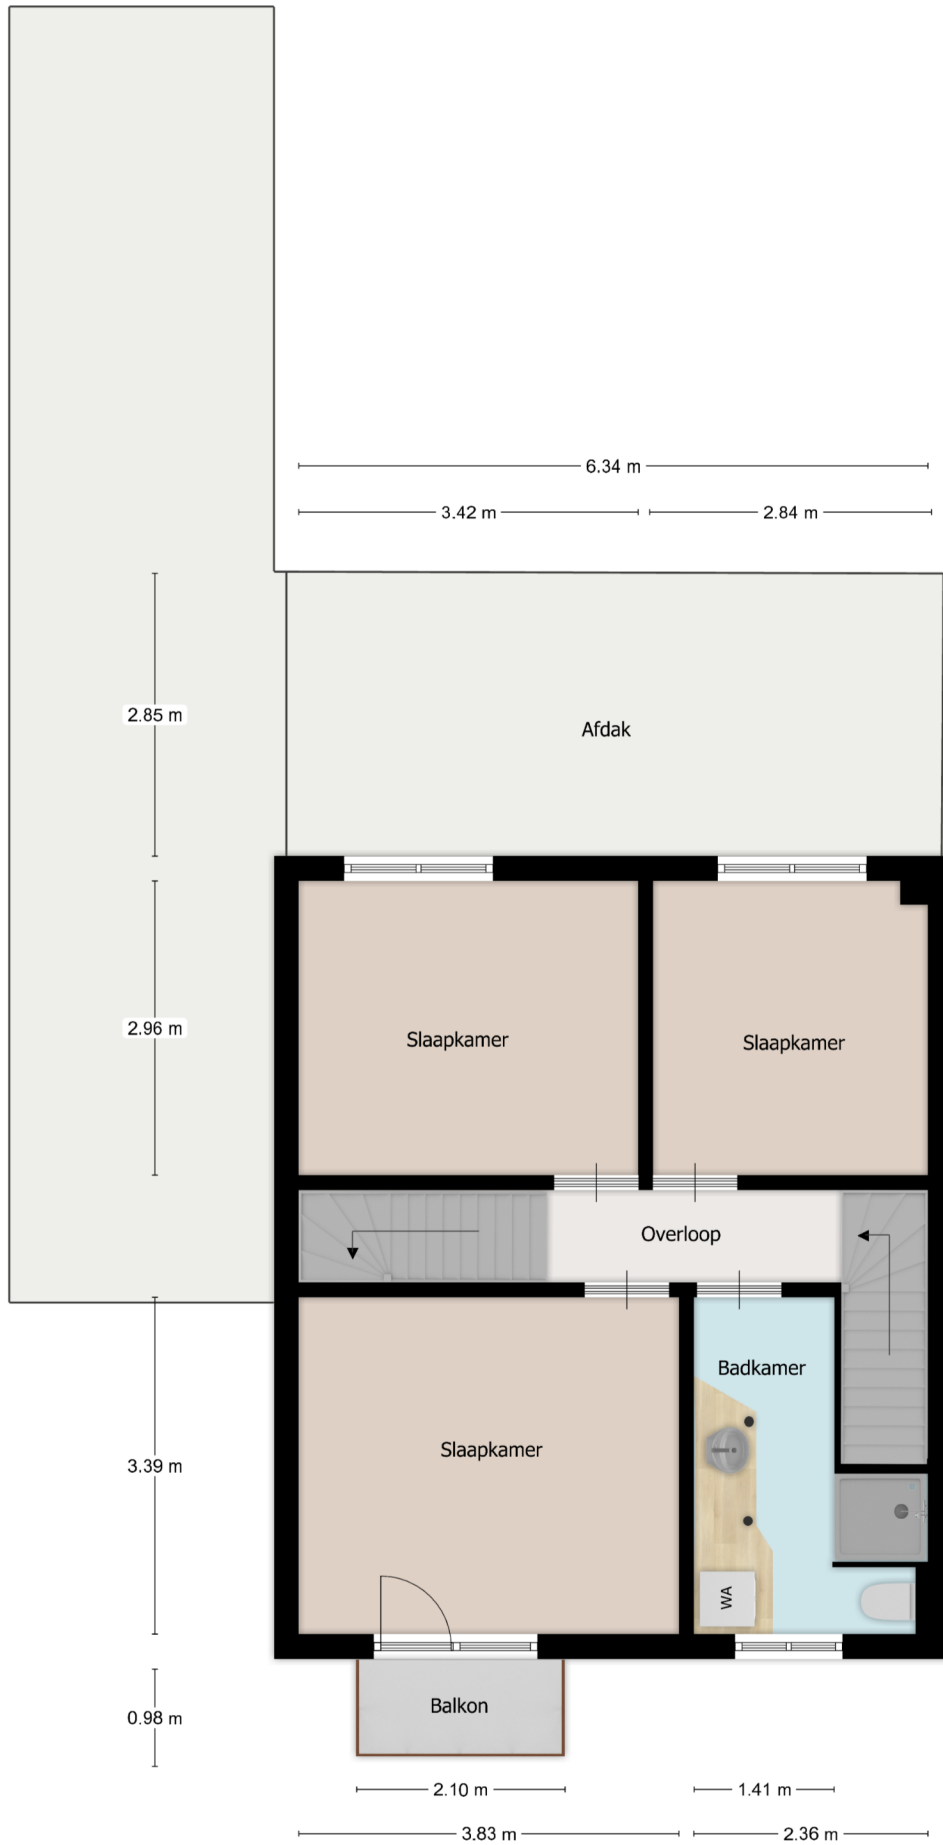 6.34 m
3.42 m
2.84 m
2.85 m
Afdak
2.96 m
Slaapkamer
Slaapkamer
Overloop
Badkamer
3.39 m
Slaapkamer
WA
Balkon
0.98 m
2.10 m
1.41 m
3.83 m
2.36 m